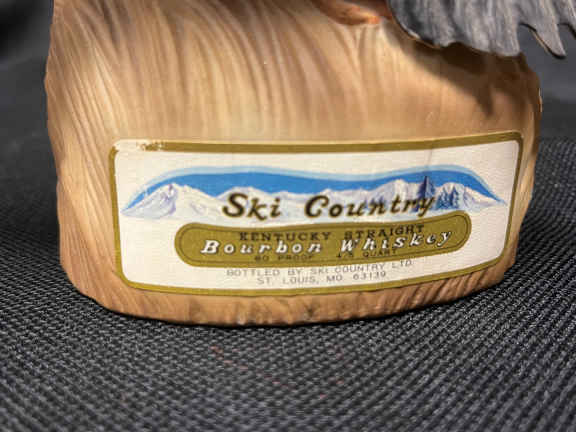 Ski Country
KENTUCKY STRAIGHT
Bourbon Whiskey
80 PROOF 4/5 QUART
BOTTLED BY SKI COUNTRY LTD.
ST. LOUIS, MO. 63139